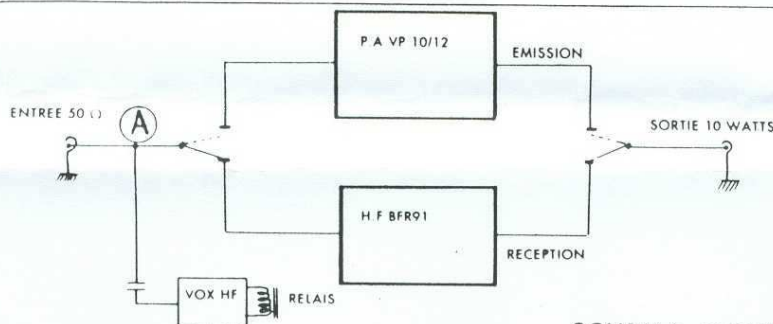 P.A VP 10/12
EMISSION
ENTREE 50 Ω
A
SORTIE 10 WATTS
H.F BFR91
RECEPTION
VOX HF
RELAIS